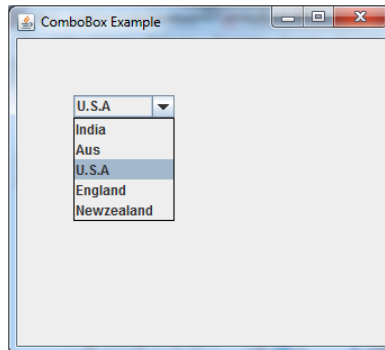 ComboBox Example
U.S.A
India
Aus
U.S.A
England
Newzealand